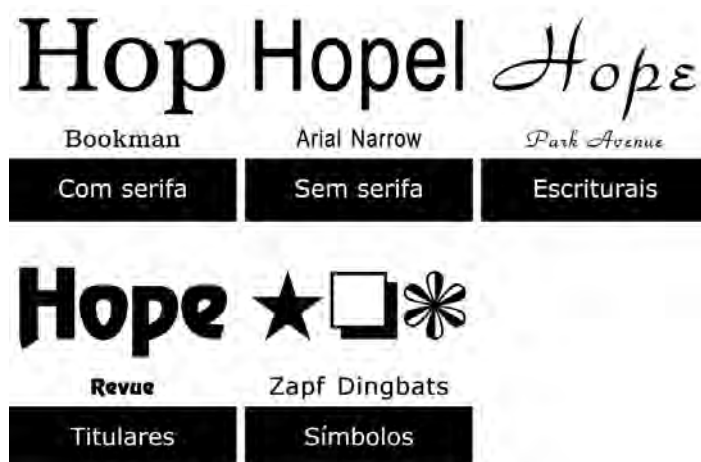 Hop Hopel Hope
Bookman Arial Narrow Park Avenue
Com serifa Sem serifa Escriturais
Hope
Revue Zapf Dingbats
Titulares Símbolos